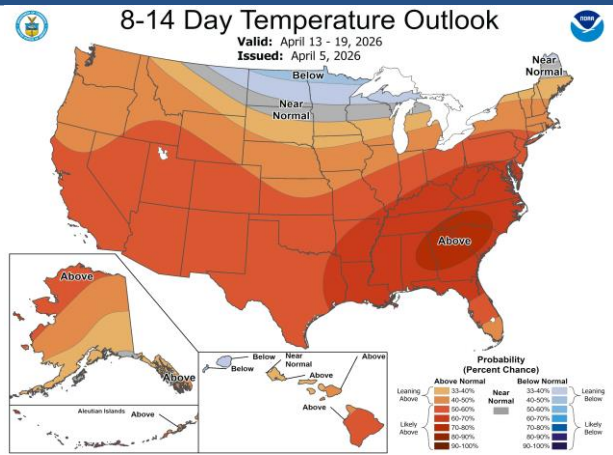 8-14 Day Temperature Outlook
Valid: April 13 - 19, 2026
Issued: April 5, 2026
NOAA
Below
Near
Normal
Near
Normal
Above
Above
Above
Aleutian Islands
Above
Below
Below
Near
Normal
Above
Above
Above
Probability
(Percent Chance)
Above Normal
Below Normal
Leaning
Above
33-40%
40-50%
Near
Normal
33-40%
40-50%
Leaning
Below
Likely
Above
50-60%
60-70%
70-80%
80-90%
90-100%
50-60%
60-70%
70-80%
80-90%
90-100%
Likely
Below